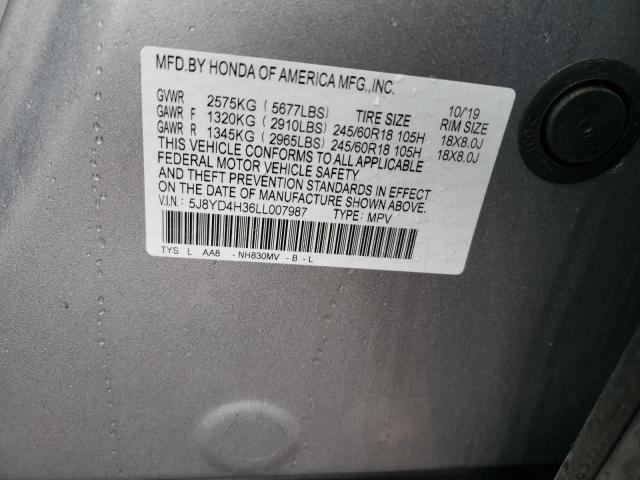 MFD.BY HONDA OF AMERICA MFG.,INC.
10/'19
GVWR 2575KG (5677LBS) TIRE SIZE RIM SIZE
GAWR F 1320KG (2910LBS) 245/60R18 105H 18X8.0J
GAWR R 1345KG (2965LBS) 245/60R18 105H 18X8.0J
THIS VEHICLE CONFORMS TO ALL APPLICABLE
FEDERAL MOTOR VEHICLE SAFETY
AND THEFT PREVENTION STANDARDS IN EFFECT
ON THE DATE OF MANUFACTURE SHOWN ABOVE.
V.I.N.: 5J8YD4H36LL007987 TYPE: MPV
TYS L AA8 -NH830MV -B -L